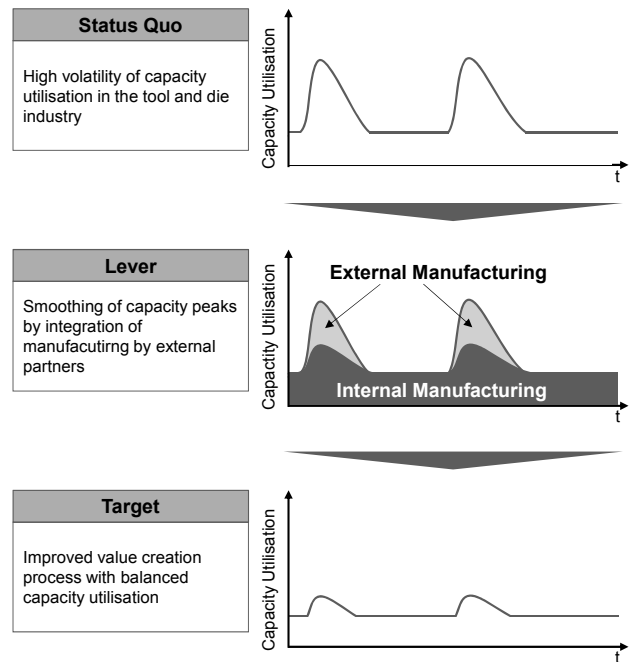 Status Quo
High volatility of capacity
utilisation in the tool and die
industry
Capacity Utilisation
t
Lever
Smoothing of capacity peaks
by integration of
manufacutirng by external
partners
Capactity Utilisation
External Manufacturing
Internal Manufacturing
t
Target
Improved value creation
process with balanced
capacity utilisation
Capacity Utilisation
t